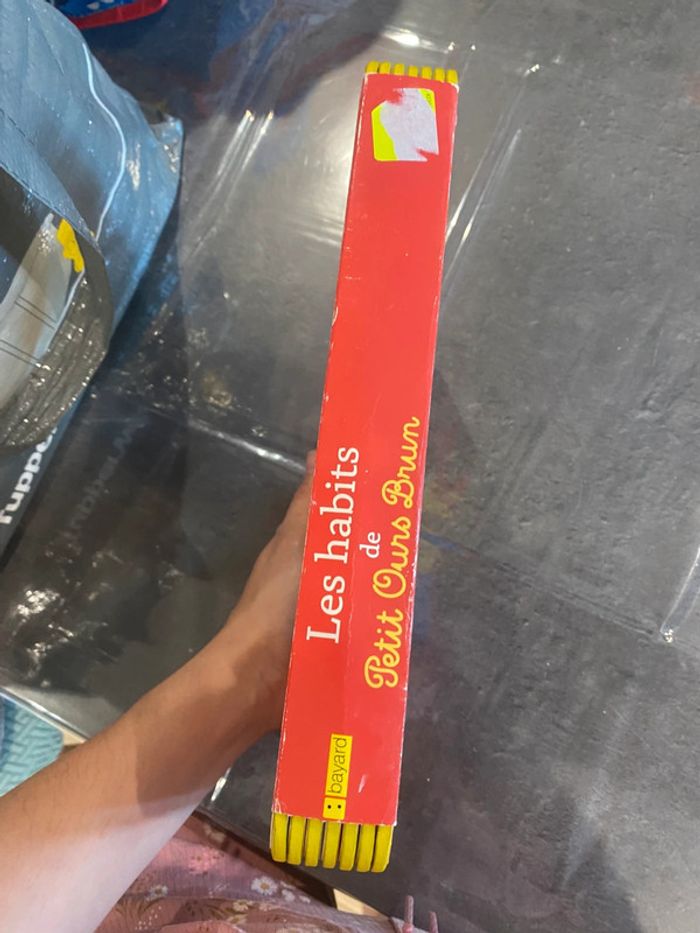 Les habits
de
Petit Ours Brun
bayard